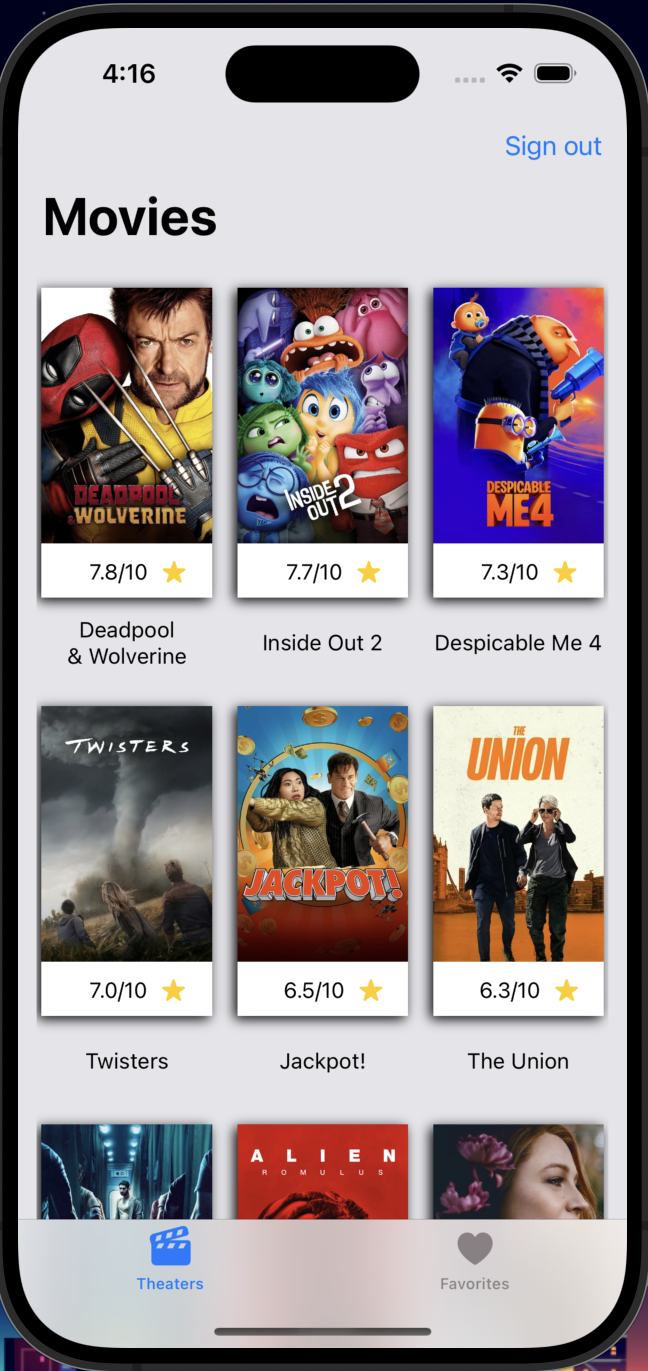 4:16
Sign out
Movies
DEADPOOL
& WOLVERINE
INSIDE
OUT 2
DESPICABLE
ME 4
7.8/10
7.7/10
7.3/10
Deadpool
& Wolverine
Inside Out 2
Despicable Me 4
TWISTERS
JACKPOT!
THE
UNION
7.0/10
6.5/10
6.3/10
Twisters
Jackpot!
The Union
ALIEN
ROMULUS
Theaters
Favorites